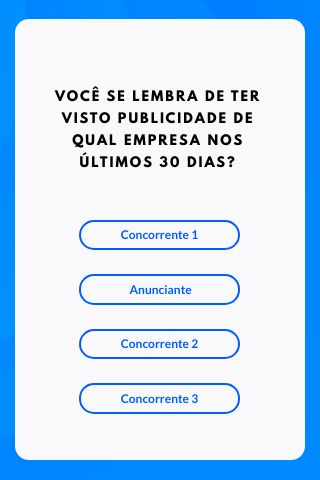 VOCÊ SE LEMBRA DE TER
VISTO PUBLICIDADE DE
QUAL EMPRESA NOS
ÚLTIMOS 30 DIAS?
Concorrente 1
Anunciante
Concorrente 2
Concorrente 3